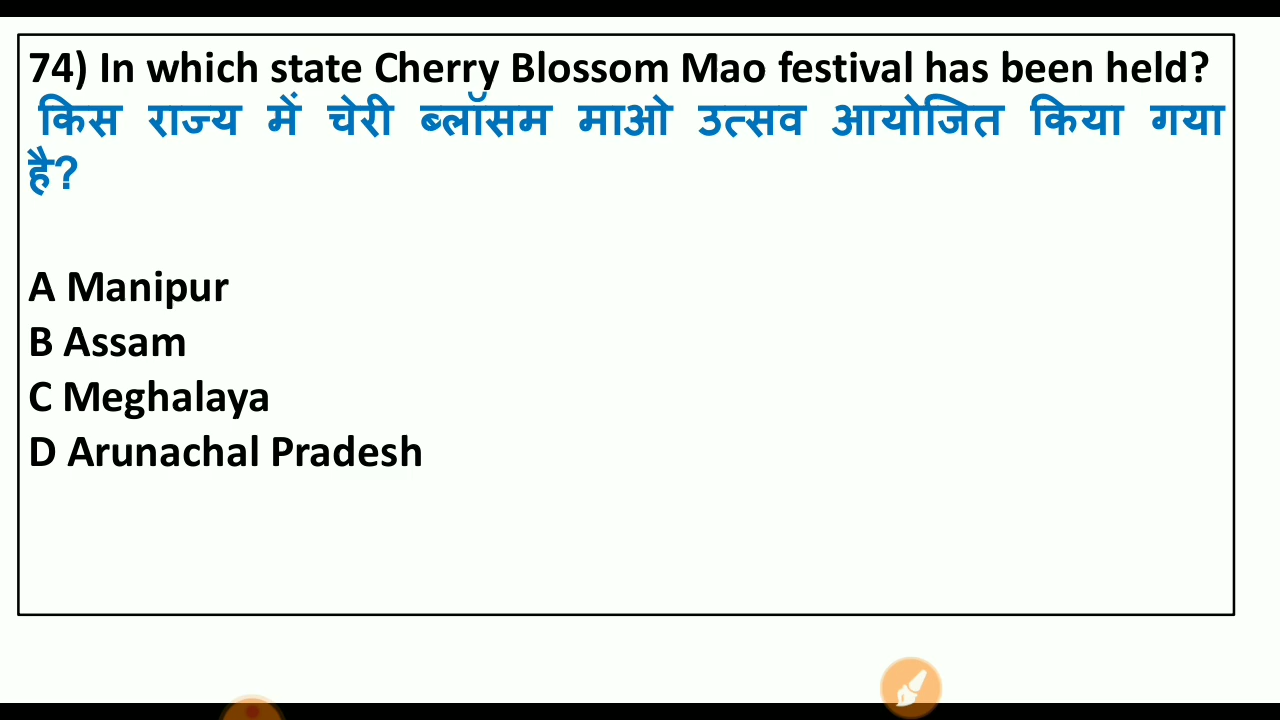 74) In which state Cherry Blossom Mao festival has been held?
किस राज्य में चेरी ब्लॉसम माओ उत्सव आयोजित किया गया
है?
A Manipur
B Assam
C Meghalaya
D Arunachal Pradesh